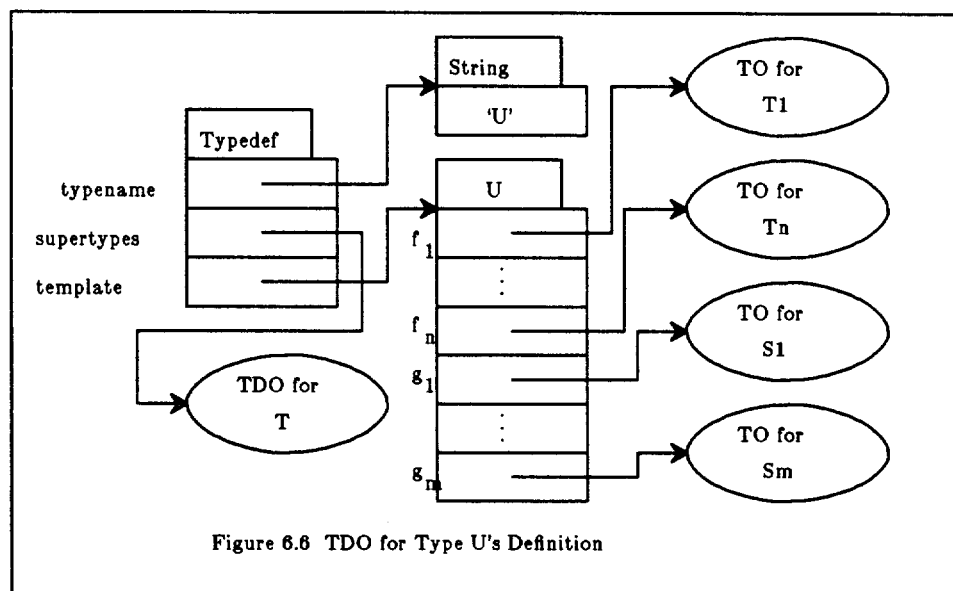 String
'U'
TO for
T1
Typedef
typename
supertypes
template
U
f1
⋮
fn
g1
⋮
gm
TO for
Tn
TO for
S1
TO for
Sm
TDO for
T
Figure 6.6 TDO for Type U's Definition